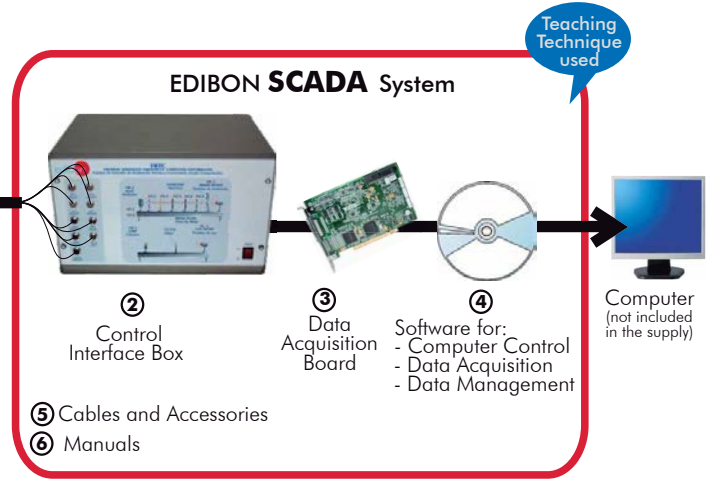 Teaching
Technique
used
EDIBON SCADA System
2
Control
Interface Box
3
Data
Acquisition
Board
4
Software for:
- Computer Control
- Data Acquisition
- Data Management
Computer
(not included
in the supply)
5 Cables and Accessories
6 Manuals